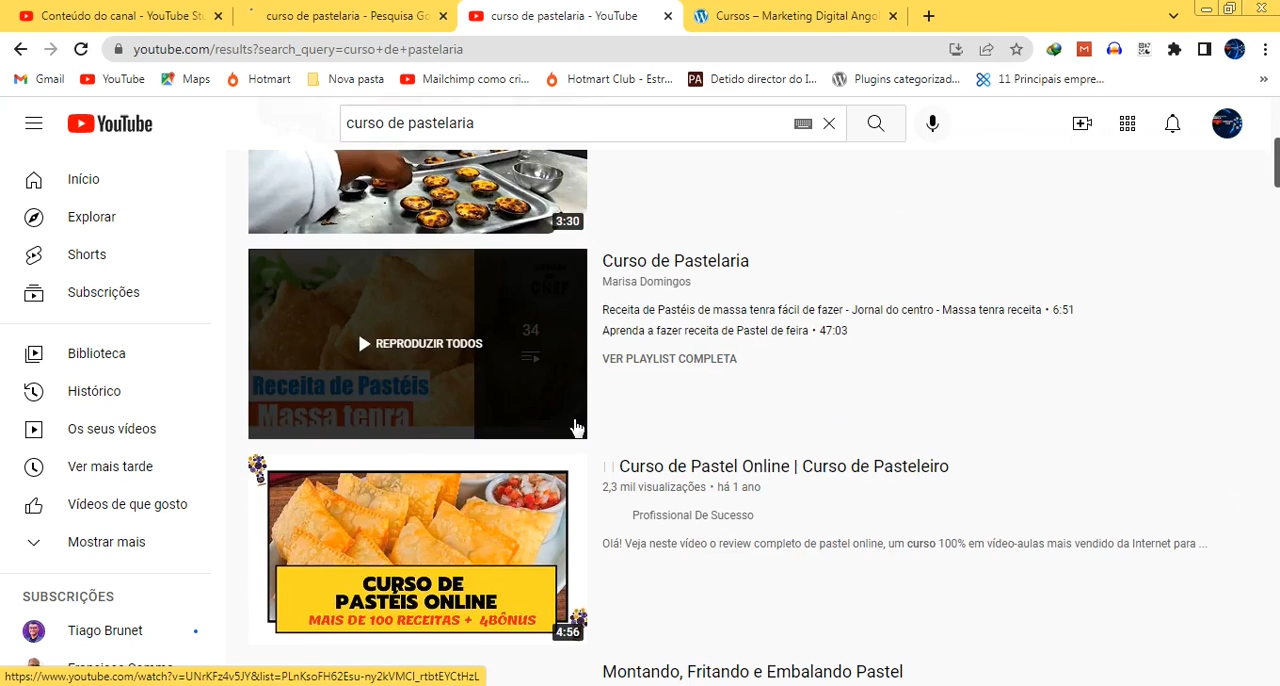 Conteúdo do canal - YouTube Stu
curso de pastelaria - Pesquisa Go
curso de pastelaria - YouTube
Cursos – Marketing Digital Angol
youtube.com/results?search_query=curso+de+pastelaria
Gmail
YouTube
Maps
Hotmart
Nova pasta
Mailchimp como cri...
Hotmart Club - Estr...
Detido director do I...
Plugins categorizad...
11 Principais empre...
YouTube
curso de pastelaria
Início
Explorar
Shorts
Subscrições
Biblioteca
Histórico
Os seus vídeos
Ver mais tarde
Vídeos de que gosto
Mostrar mais
SUBSCRIÇÕES
Tiago Brunet
3:30
34
REPRODUZIR TODOS
Receita de Pastéis
Massa tenra
Curso de Pastelaria
Marisa Domingos
Receita de Pastéis de massa tenra fácil de fazer - Jornal do centro - Massa tenra receita • 6:51
Aprenda a fazer receita de Pastel de feira • 47:03
VER PLAYLIST COMPLETA
CURSO DE
PASTÉIS ONLINE
MAIS DE 100 RECEITAS + 4BÔNUS
4:56
Curso de Pastel Online | Curso de Pasteleiro
2,3 mil visualizações • há 1 ano
Profissional De Sucesso
Olá! Veja neste vídeo o review completo de pastel online, um curso 100% em vídeo-aulas mais vendido da Internet para ...
Montando, Fritando e Embalando Pastel
https://www.youtube.com/watch?v=UNrKFz4v5JY&list=PLnKsoFH62Esu-ny2kVMCl_rtbtEYCtHzL